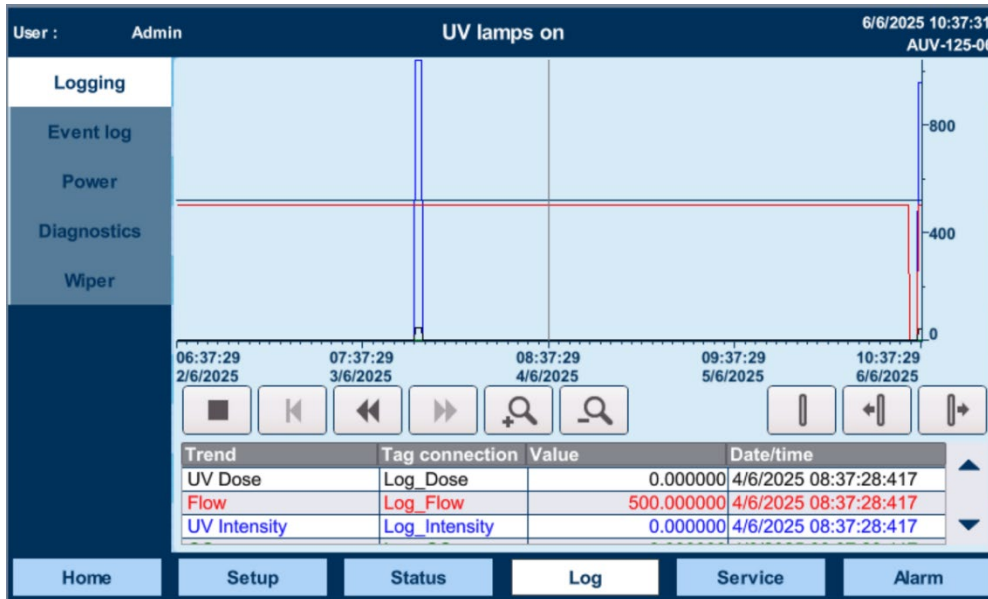 User : Admin UV lamps on 6/6/2025 10:37:31
AUV-125-06
Logging
Event log
Power
Diagnostics
Wiper
800
400
0
06:37:29 07:37:29 08:37:29 09:37:29 10:37:29
2/6/2025 3/6/2025 4/6/2025 5/6/2025 6/6/2025
Trend Tag connection Value Date/time
UV Dose Log_Dose 0.000000 4/6/2025 08:37:28:417
Flow Log_Flow 500.000000 4/6/2025 08:37:28:417
UV Intensity Log_Intensity 0.000000 4/6/2025 08:37:28:417
Home Setup Status Log Service Alarm